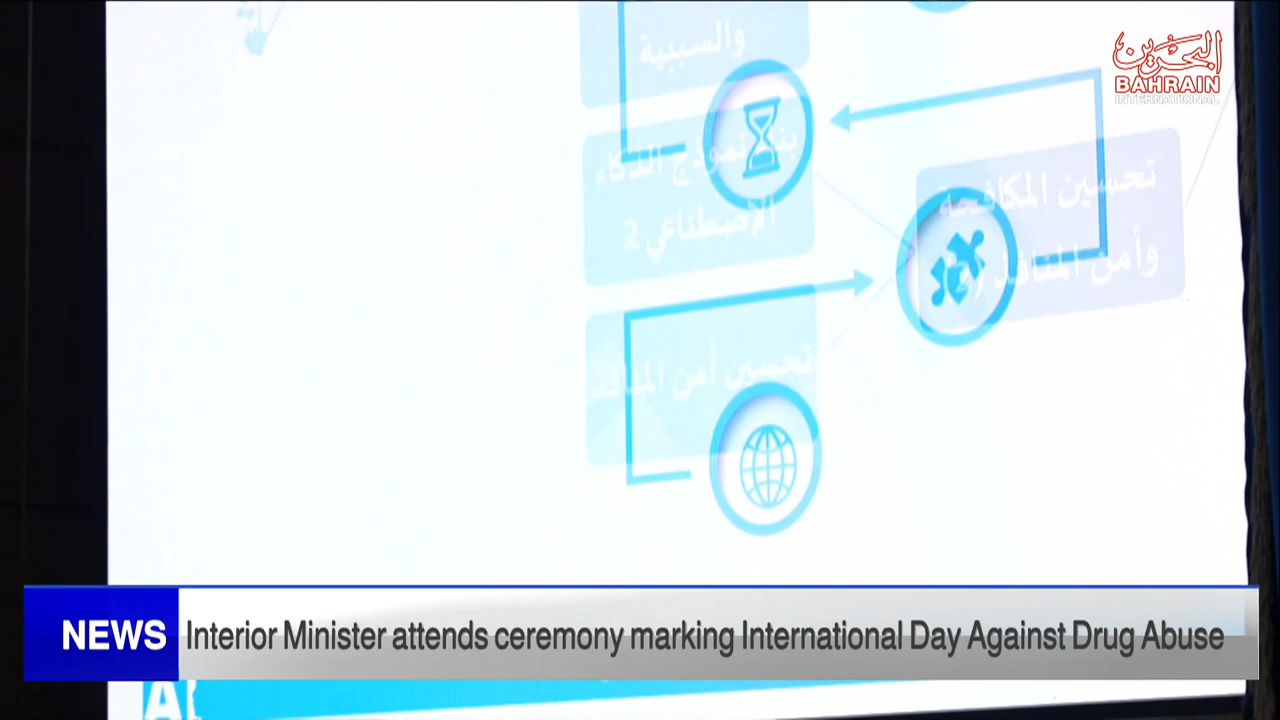 البحرين
BAHRAIN
INTERNATIONAL
والسببية
بناء نموذج الذكاء
الاصطناعي 2
تحسين المكافحة
وأمن المنافذ
تحسين أمن المنافذ
NEWS Interior Minister attends ceremony marking International Day Against Drug Abuse